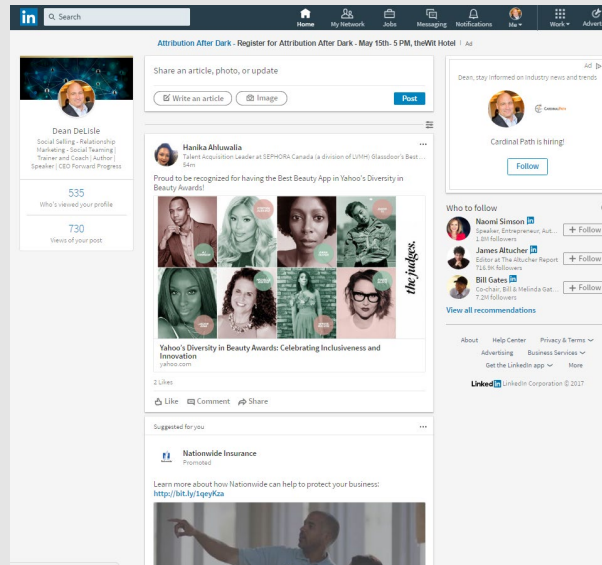 in
Search
Home
My Network
Jobs
Messaging
Notifications
Me
Work
Advert
Attribution After Dark - Register for Attribution After Dark - May 15th- 5 PM, theWit Hotel | Ad
Dean DeLisle
Social Selling - Relationship
Marketing - Social Teaming |
Trainer and Coach | Author |
Speaker | CEO Forward Progress
535
Who's viewed your profile
730
Views of your post
Share an article, photo, or update
Write an article
Image
Post
Hanika Ahluwalia
Talent Acquisition Leader at SEPHORA Canada (a division of LVMH) Glassdoor's Best...
54m
Proud to be recognized for having the Best Beauty App in Yahoo's Diversity in
Beauty Awards!
the judges.
Yahoo's Diversity in Beauty Awards: Celebrating Inclusiveness and
Innovation
yahoo.com
2 Likes
Like
Comment
Share
Suggested for you
Nationwide Insurance
Promoted
Learn more about how Nationwide can help to protect your business!
http://bit.ly/1qeyKza
Ad
Dean, stay informed on industry news and trends
CARDINAL PATH
Cardinal Path is hiring!
Follow
Who to follow
Naomi Simson in
Speaker, Entrepreneur, Aut...
1.8M followers
+ Follow
James Altucher in
Editor at The Altucher Report
716.9K followers
+ Follow
Bill Gates in
Co-chair, Bill & Melinda Gat...
7.2M followers
+ Follow
View all recommendations
About Help Center Privacy & Terms
Advertising Business Services
Get the LinkedIn app More
Linked in LinkedIn Corporation © 2017